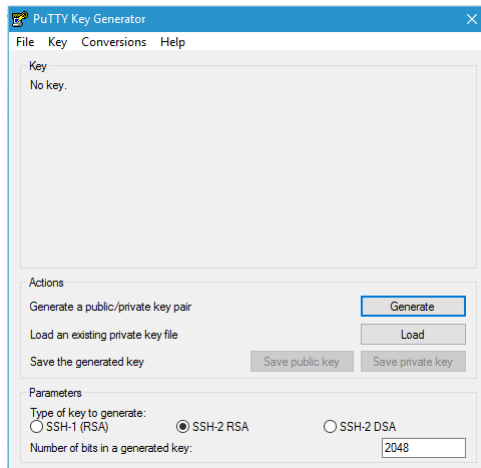 PuTTY Key Generator
File Key Conversions Help
Key
No key.
Actions
Generate a public/private key pair Generate
Load an existing private key file Load
Save the generated key Save public key Save private key
Parameters
Type of key to generate:
SSH-1 (RSA) SSH-2 RSA SSH-2 DSA
Number of bits in a generated key: 2048